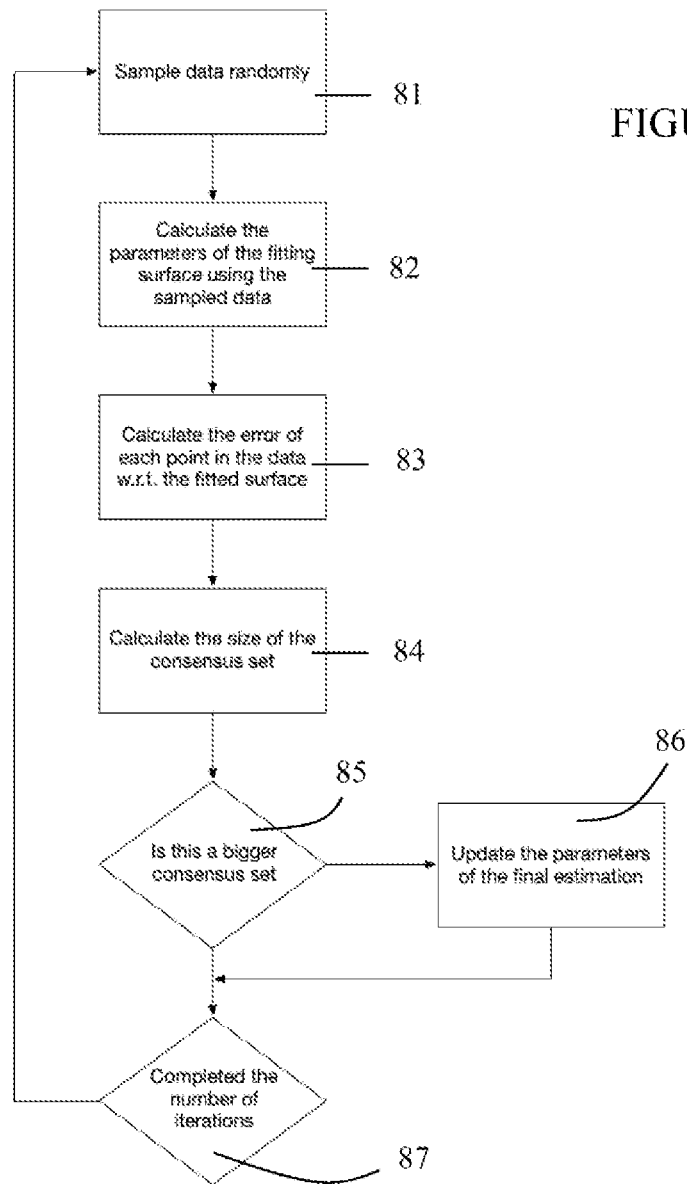 Sample data randomly
81
FIGU
Calculate the
parameters of the fitting
surface using the
sampled data
82
Calculate the error of
each point in the data
w.r.t. the fitted surface
83
Calculate the size of the
consensus set
84
85
Is this a bigger
consensus set
86
Update the parameters
of the final estimation
Completed the
number of
iterations
87